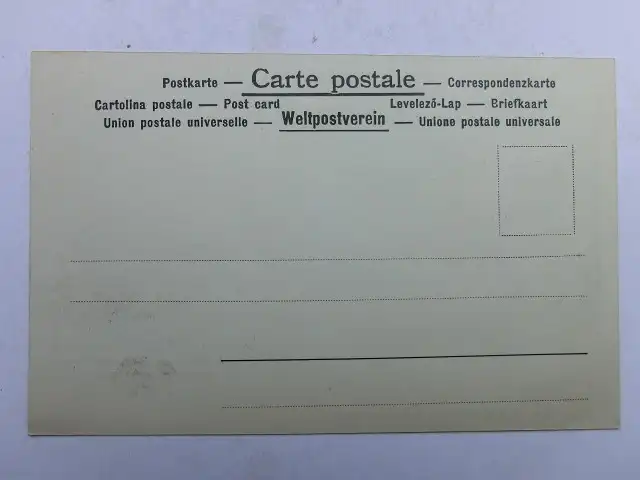 Postkarte — Carte postale — Correspondenzkarte
Cartolina postale — Post card Levelező-Lap — Briefkaart
Union postale universelle — Weltpostverein — Unione postale universale